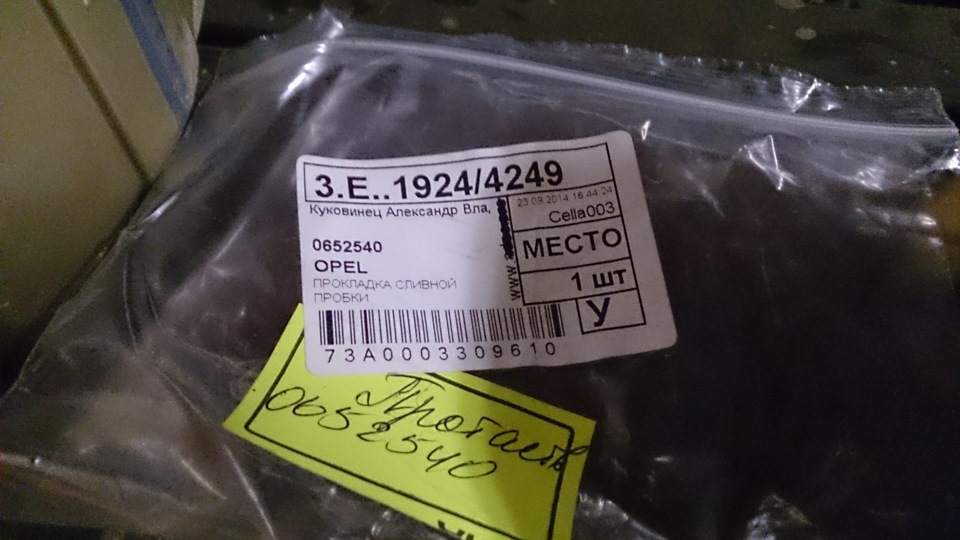 З.Е..1924/4249
Куковинец Александр Вла,
23.09.2014 16:44:24
Cella003
0652540
OPEL
ПРОКЛАДКА СЛИВНОЙ
ПРОБКИ
www.
МЕСТО
1 шт
У
73A0003309610
0652540